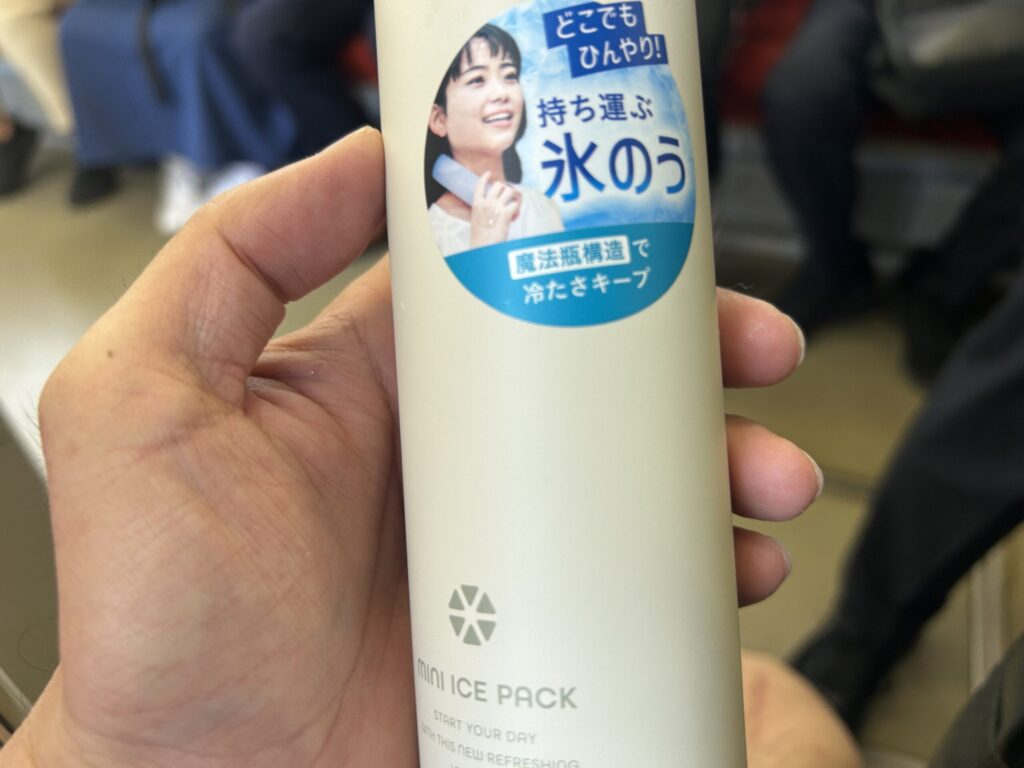 どこでも
ひんやり!
持ち運ぶ
氷のう
魔法瓶構造で
冷たさキープ
MINI ICE PACK
START YOUR DAY
WITH THIS NEW REFRESHING